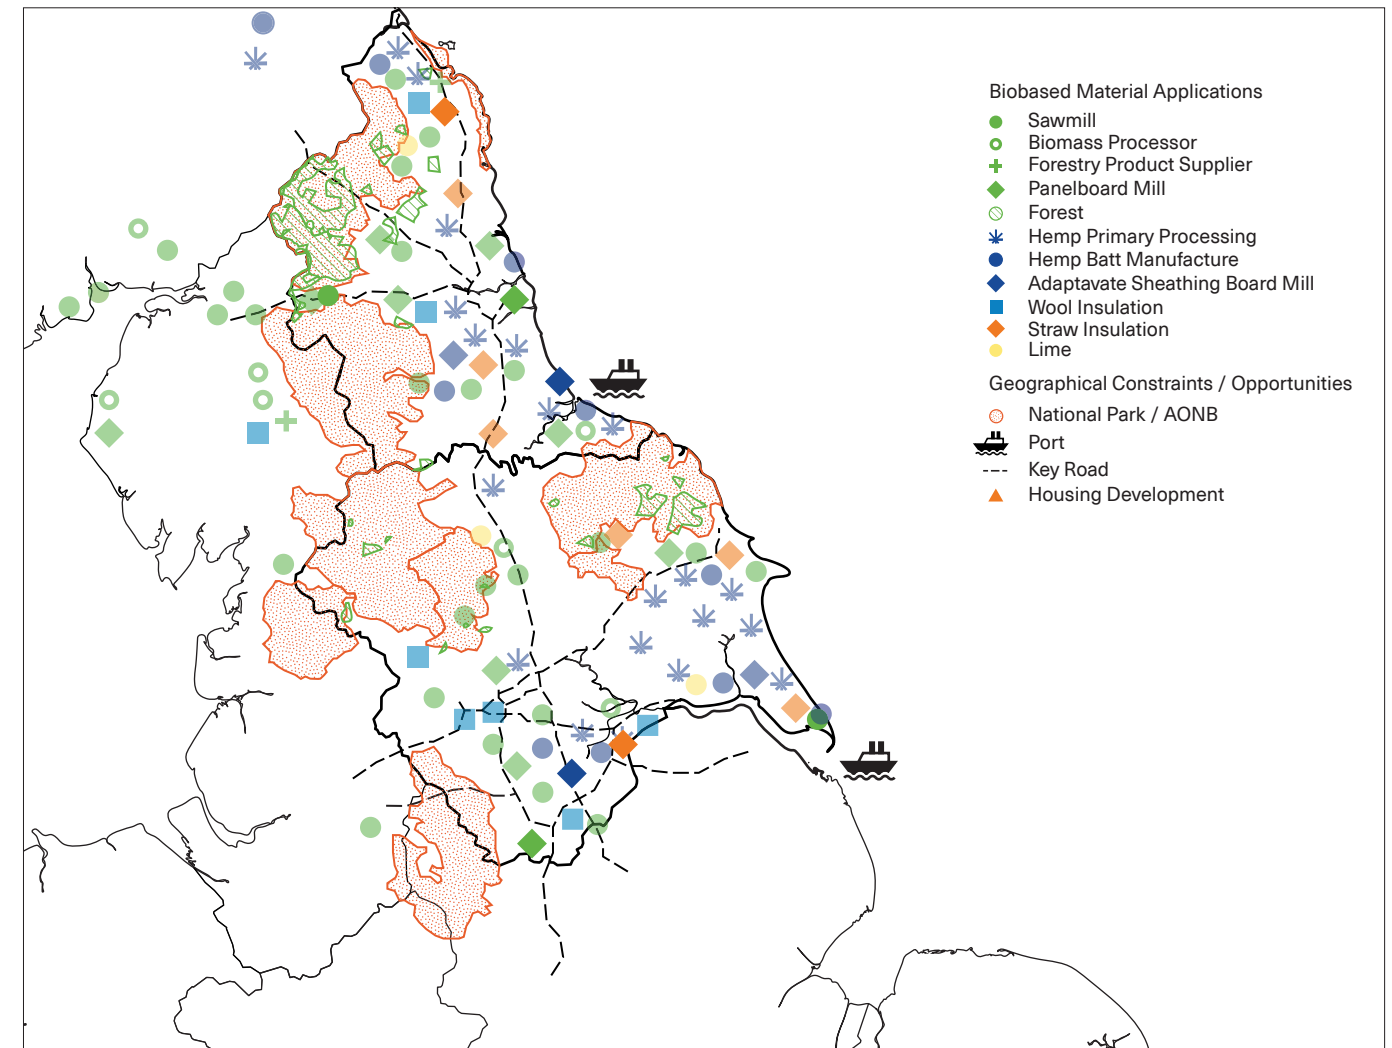 Biobased Material Applications
Sawmill
Biomass Processor
Forestry Product Supplier
Panelboard Mill
Forest
Hemp Primary Processing
Hemp Batt Manufacture
Adaptavate Sheathing Board Mill
Wool Insulation
Straw Insulation
Lime
Geographical Constraints / Opportunities
National Park / AONB
Port
Key Road
Housing Development